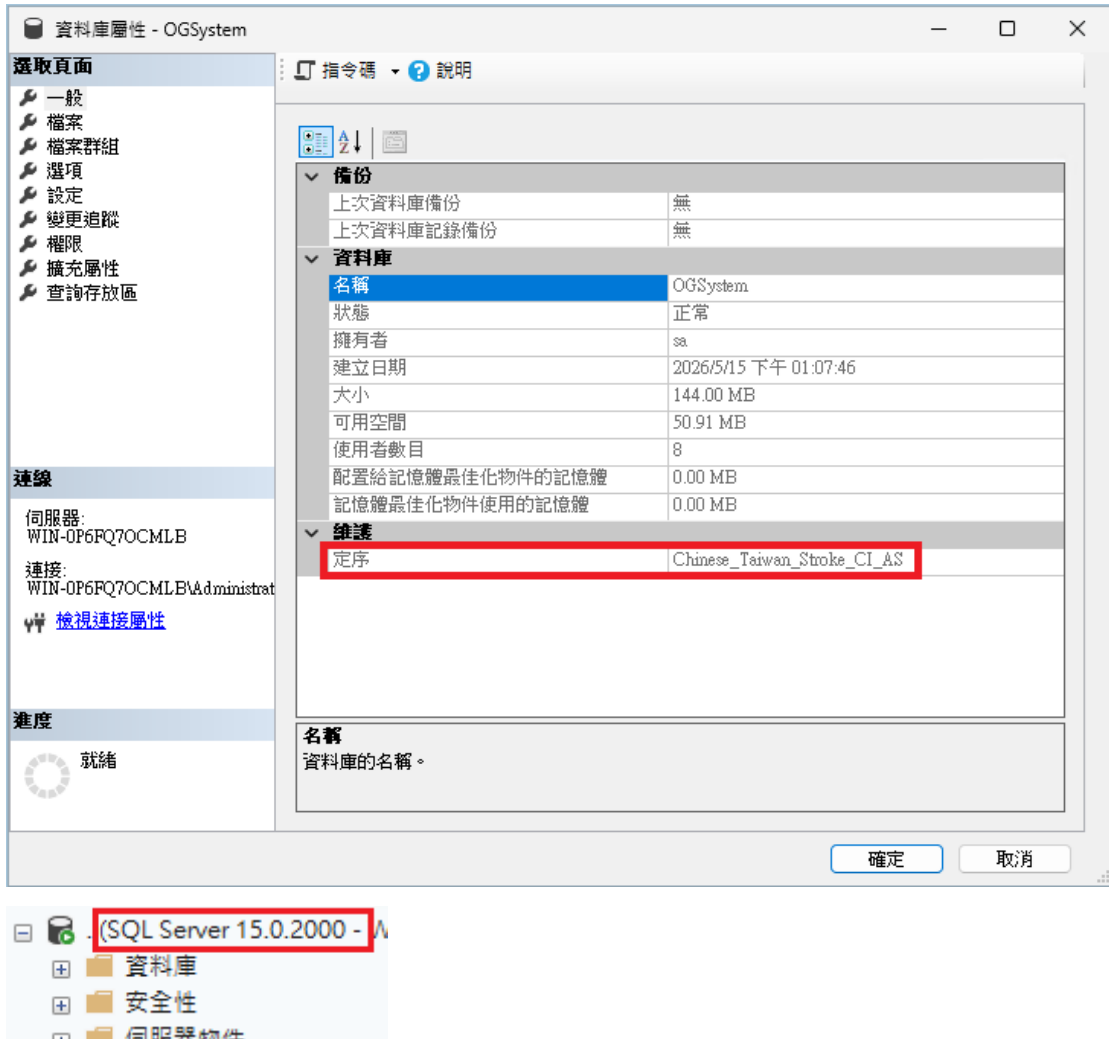 資料庫屬性 - OGSystem
選取頁面
一般
檔案
檔案群組
選項
設定
變更追蹤
權限
擴充屬性
查詢存放區
連線
伺服器:
WIN-0P6FQ7OCMLB
連接:
WIN-0P6FQ7OCMLB\Administrat
檢視連接屬性
進度
就緒
指令碼 說明
備份
上次資料庫備份 無
上次資料庫記錄備份 無
資料庫
名稱 OGSystem
狀態 正常
擁有者 sa
建立日期 2026/5/15 下午 01:07:46
大小 144.00 MB
可用空間 50.91 MB
使用者數目 8
配置給記憶體最佳化物件的記憶體 0.00 MB
記憶體最佳化物件使用的記憶體 0.00 MB
維護
定序 Chinese_Taiwan_Stroke_CI_AS
名稱
資料庫的名稱。
確定 取消
. (SQL Server 15.0.2000 - W
資料庫
安全性
伺服器物件